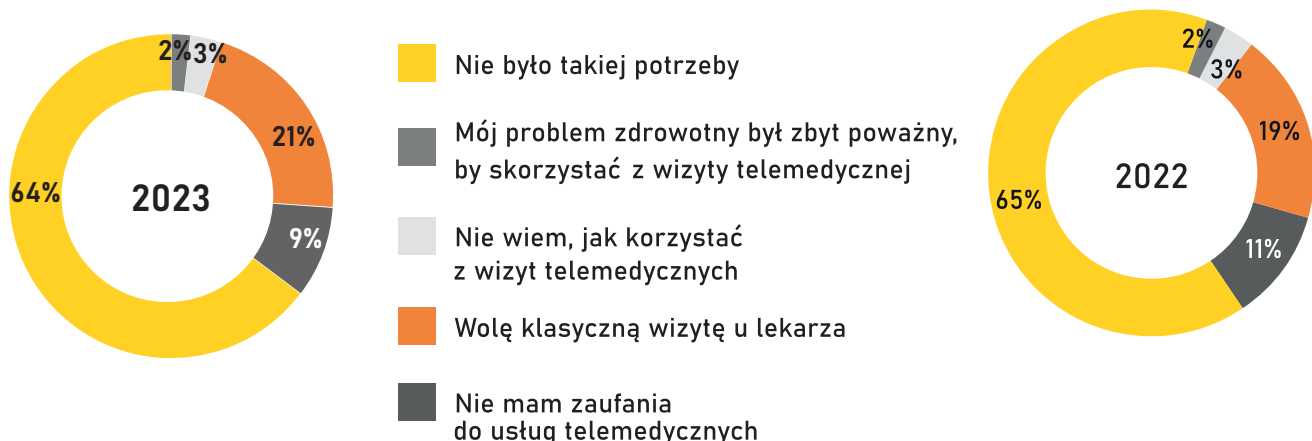 2%
3%
21%
64%
2023
9%
Nie było takiej potrzeby
Mój problem zdrowotny był zbyt poważny,
by skorzystać z wizyty telemedycznej
Nie wiem, jak korzystać
z wizyt telemedycznych
Wolę klasyczną wizytę u lekarza
Nie mam zaufania
do usług telemedycznych
2%
3%
19%
65%
2022
11%